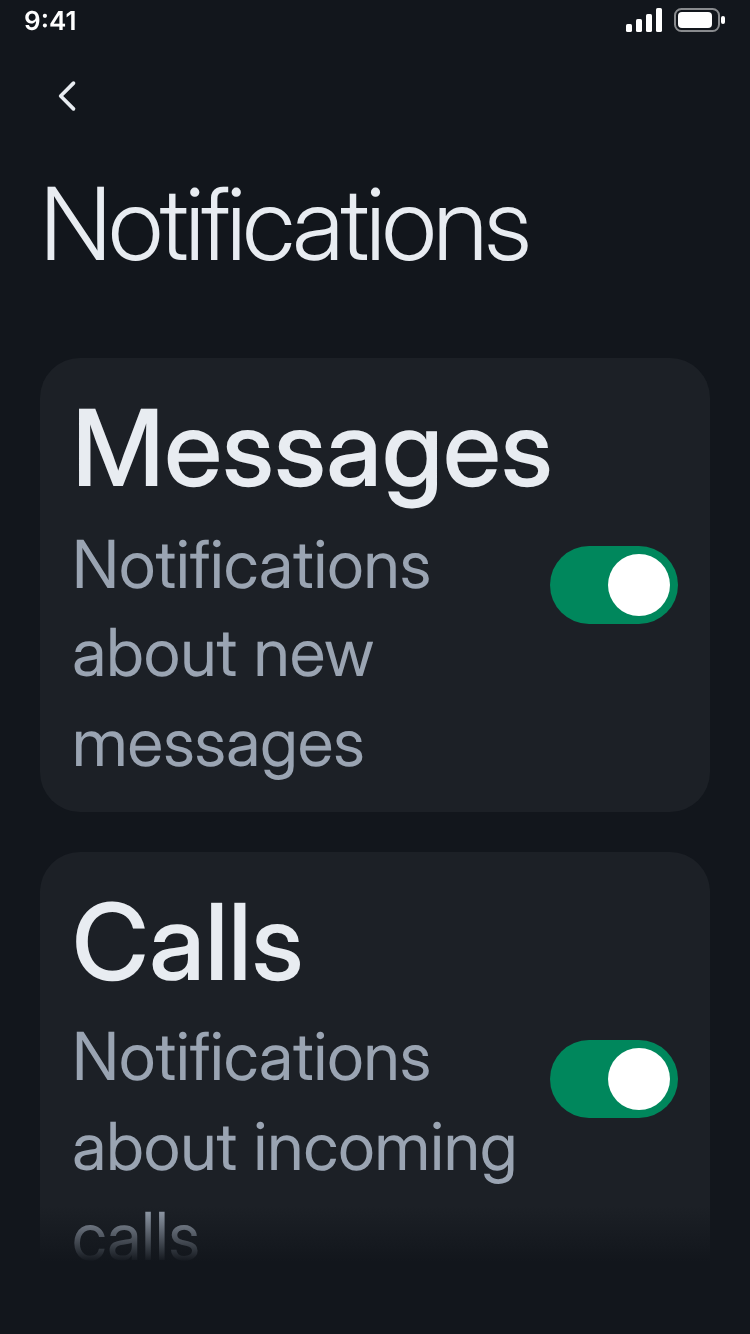 9:41
Notifications
Messages
Notifications
about new
messages
Calls
Notifications
about incoming
calls